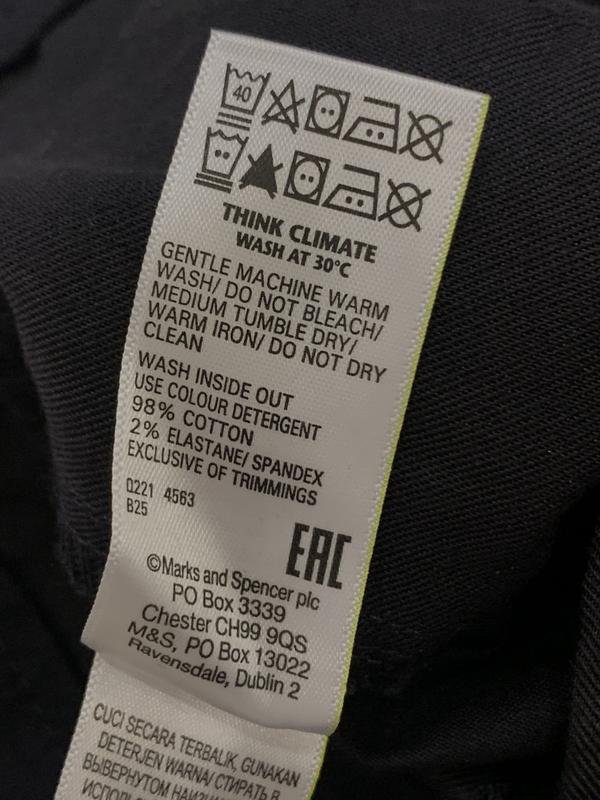 40
THINK CLIMATE
WASH AT 30°C
GENTLE MACHINE WARM
WASH/ DO NOT BLEACH/
MEDIUM TUMBLE DRY/
WARM IRON/ DO NOT DRY
CLEAN
WASH INSIDE OUT
USE COLOUR DETERGENT
98% COTTON
2% ELASTANE/ SPANDEX
EXCLUSIVE OF TRIMMINGS
Q221 4563
B25
EAC
©Marks and Spencer plc
PO Box 3339
Chester CH99 9QS
M&S, PO Box 13022
Ravensdale, Dublin 2
CUCI SECARA TERBALIK, GUNAKAN
DETERJEN WARNA/ СТИРАТЬ В
ВЫВЕРНУТОМ